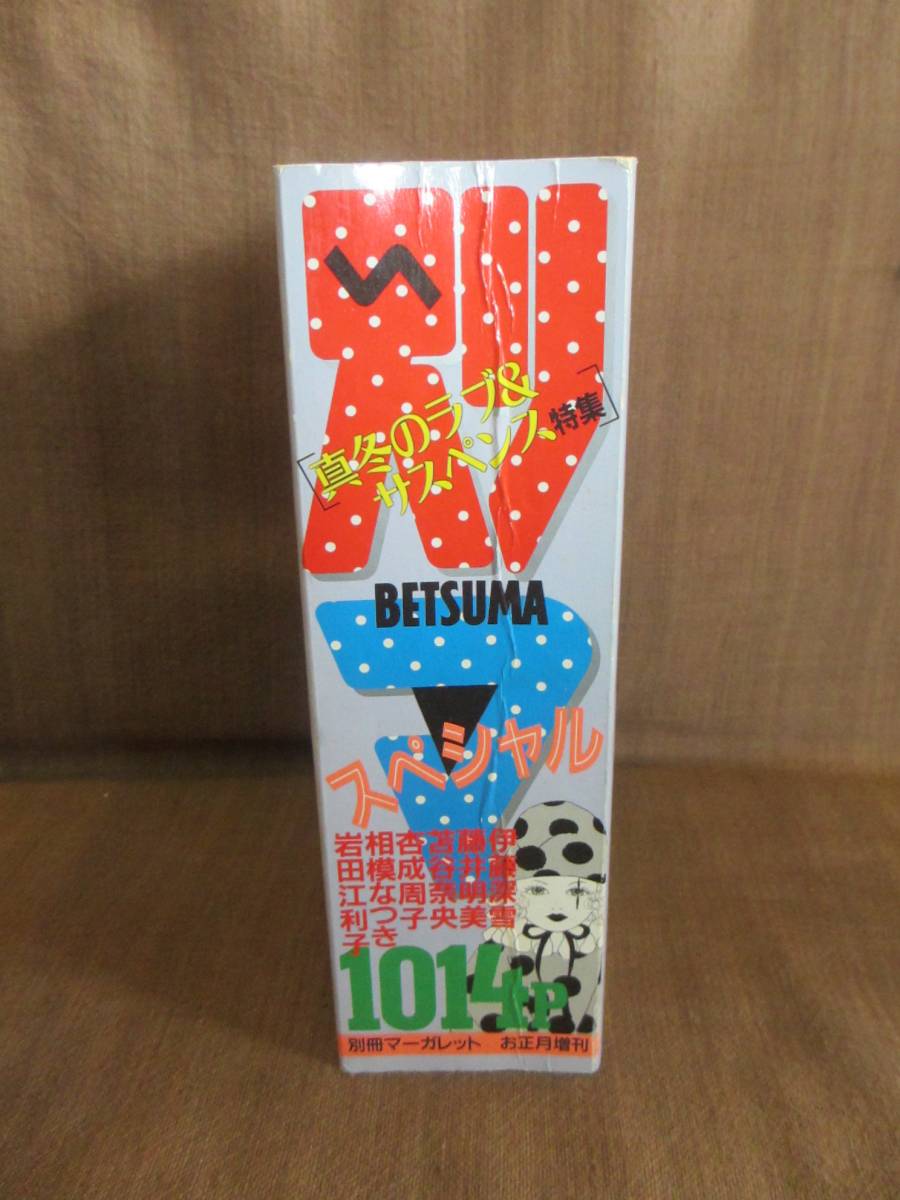 別
[真冬のラブ&
サスペンス特集]
BETSUMA
マ
スペシャル
伊藤深雪
藤井明美
苫谷奈央
杏成周子
相模なつき
岩田江利子
1014P
別冊マーガレット お正月増刊